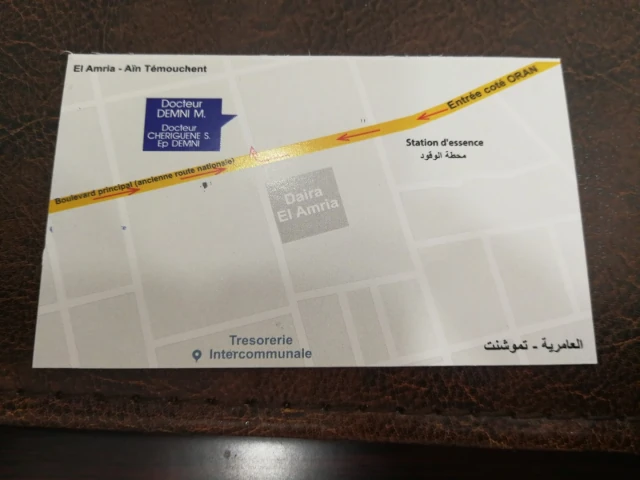 El Amria - Aïn Témouchent
Docteur
DEMNI M.
Docteur
CHERIGUENE S.
Ep DEMNI
Entrée coté ORAN
Station d'essence
محطة الوقود
Boulevard principal (ancienne route nationale)
Daira
El Amria
Tresorerie
Intercommunale
العامرية - تموشنت